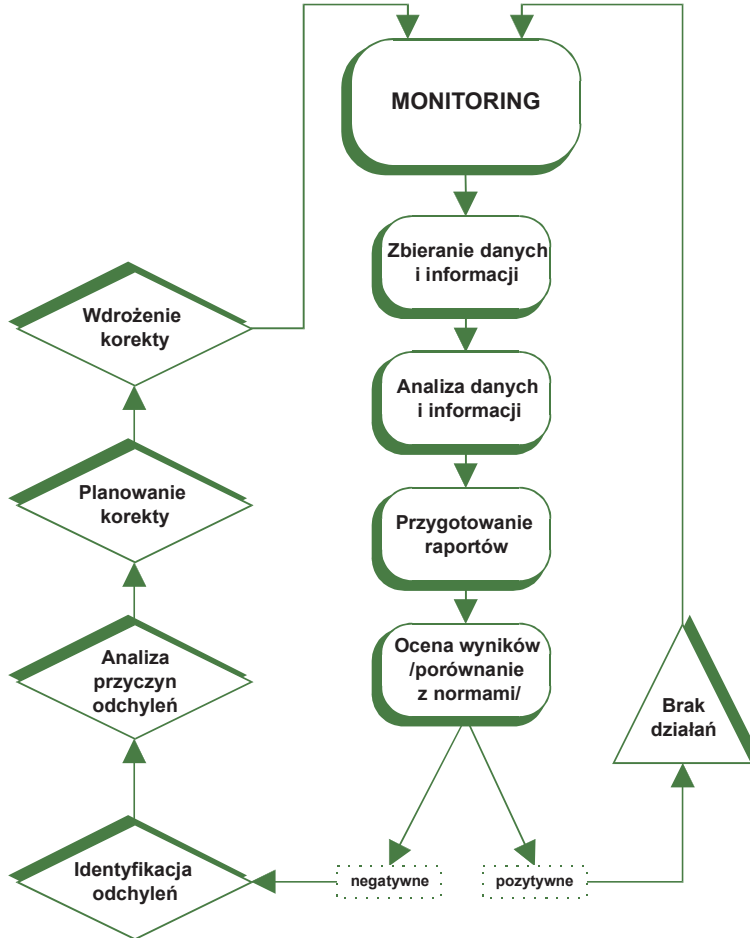 MONITORING
Zbieranie danych
i informacji
Analiza danych
i informacji
Przygotowanie
raportów
Ocena wyników
/porównanie
z normami/
negatywne
pozytywne
Identyfikacja
odchyleń
Analiza
przyczyn
odchyleń
Planowanie
korekty
Wdrożenie
korekty
Brak
działań